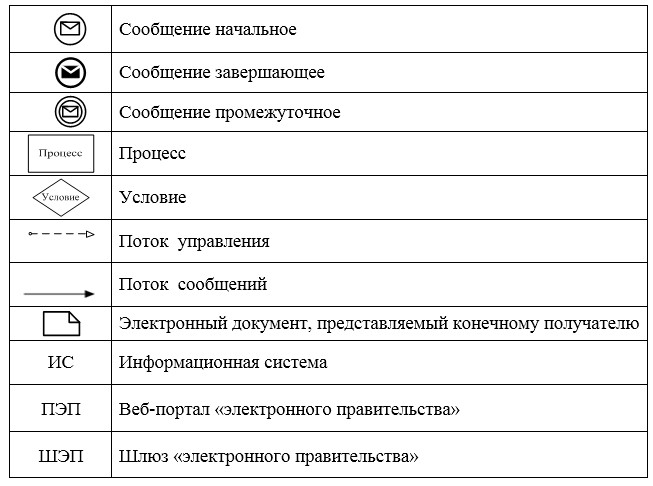 Сообщение начальное
Сообщение завершающее
Сообщение промежуточное
Процесс Процесс
Условие Условие
Поток управления
Поток сообщений
Электронный документ, представляемый конечному получателю
ИС Информационная система
ПЭП Веб-портал «электронного правительства»
ШЭП Шлюз «электронного правительства»